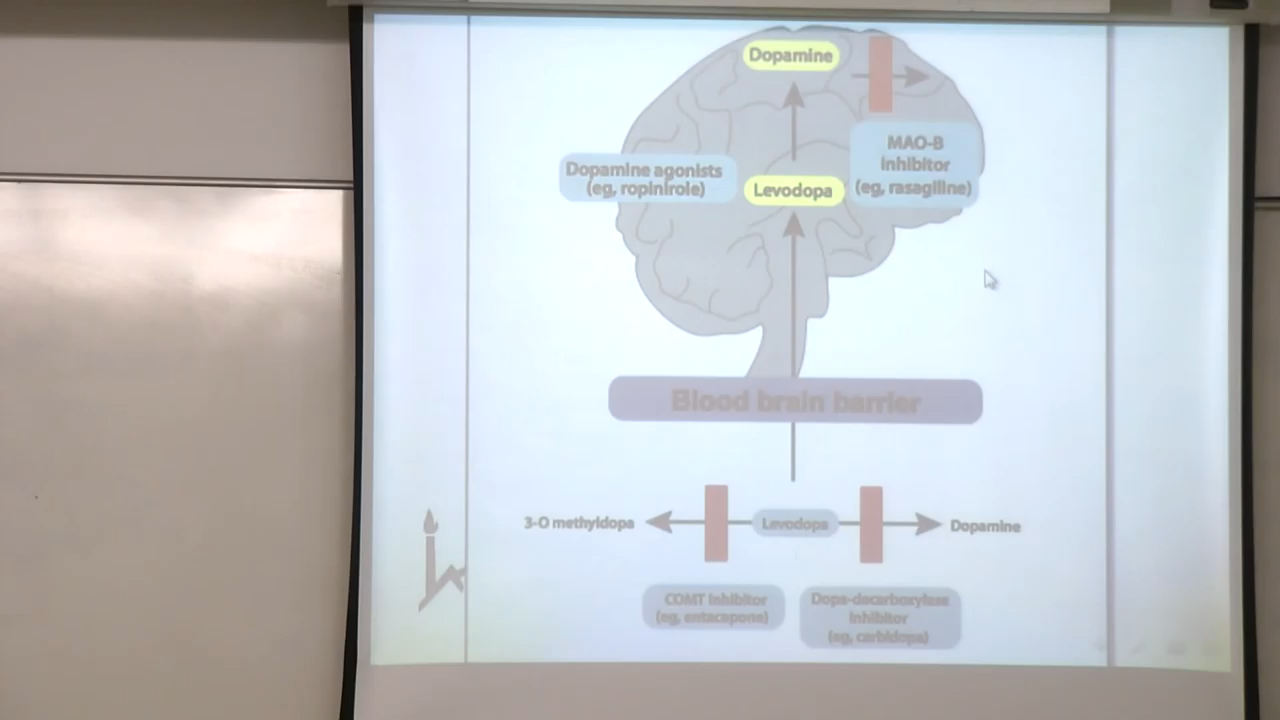 Dopamine
MAO-B
inhibitor
(eg, rasagiline)
Dopamine agonists
(eg, ropinirole)
Levodopa
Blood brain barrier
3-O methyldopa
Levodopa
Dopamine
COMT inhibitor
(eg, entacapone)
Dopa-decarboxylase
inhibitor
(eg, carbidopa)